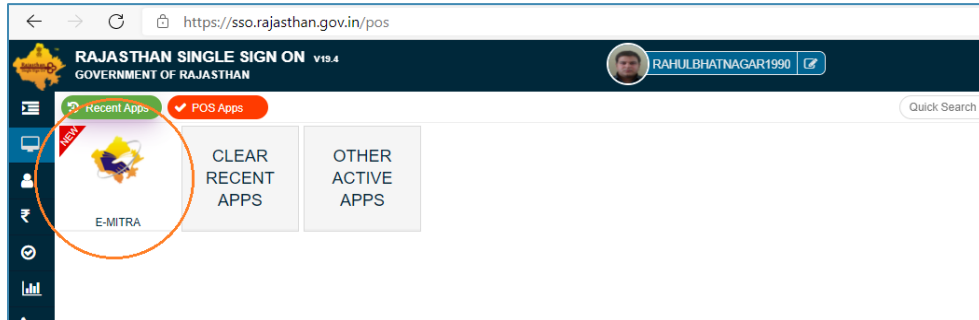 https://sso.rajasthan.gov.in/pos
RAJASTHAN SINGLE SIGN ON V19.4
GOVERNMENT OF RAJASTHAN
RAHULBHATNAGAR1990
Recent Apps
POS Apps
Quick Search
NEW
E-MITRA
CLEAR
RECENT
APPS
OTHER
ACTIVE
APPS
₹